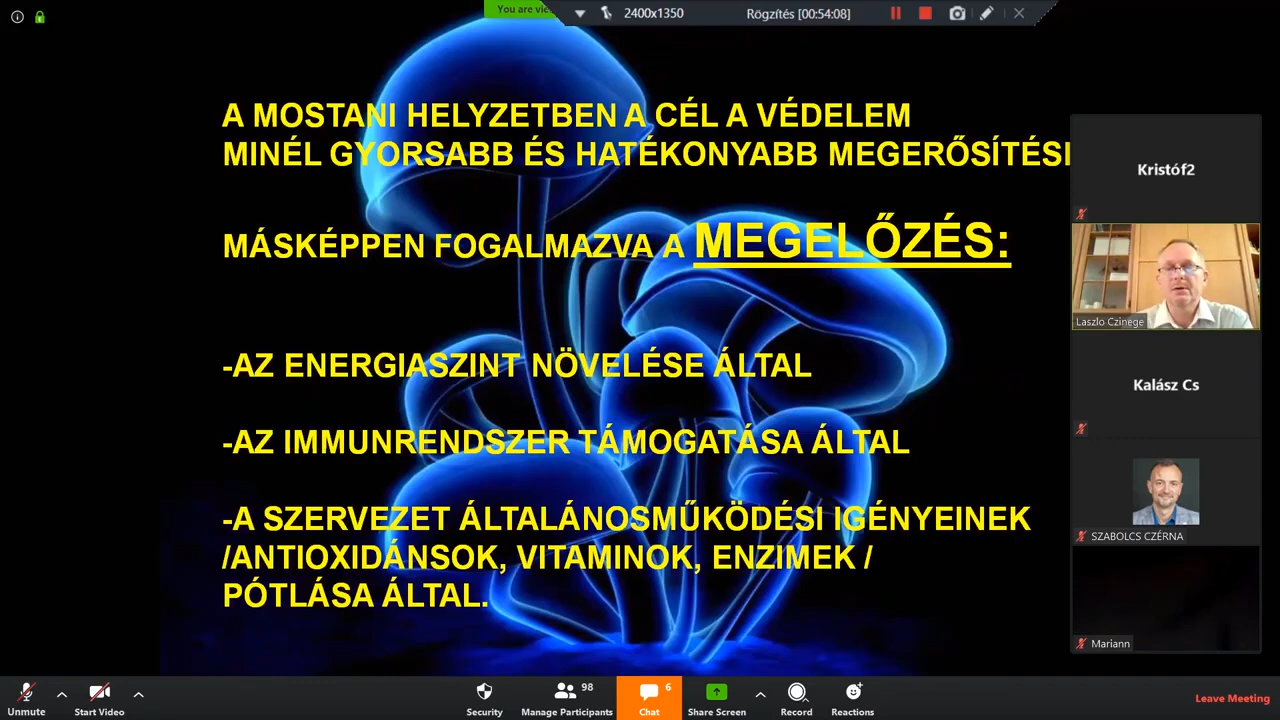 You are vie
2400x1350
Rögzítés [00:54:08]
A MOSTANI HELYZETBEN A CÉL A VÉDELEM
MINÉL GYORSABB ÉS HATÉKONYABB MEGERŐSÍTÉSE
MÁSKÉPPEN FOGALMAZVA A MEGELŐZÉS:
-AZ ENERGIASZINT NÖVELÉSE ÁLTAL
-AZ IMMUNRENDSZER TÁMOGATÁSA ÁLTAL
-A SZERVEZET ÁLTALÁNOSMŰKÖDÉSI IGÉNYEINEK
/ANTIOXIDÁNSOK, VITAMINOK, ENZIMEK /
PÓTLÁSA ÁLTAL.
Kristóf2
Laszlo Czinege
Kalász Cs
SZABOLCS CZÉRNA
Mariann
Unmute
Start Video
Security
98
Manage Participants
6
Chat
Share Screen
Record
Reactions
Leave Meeting